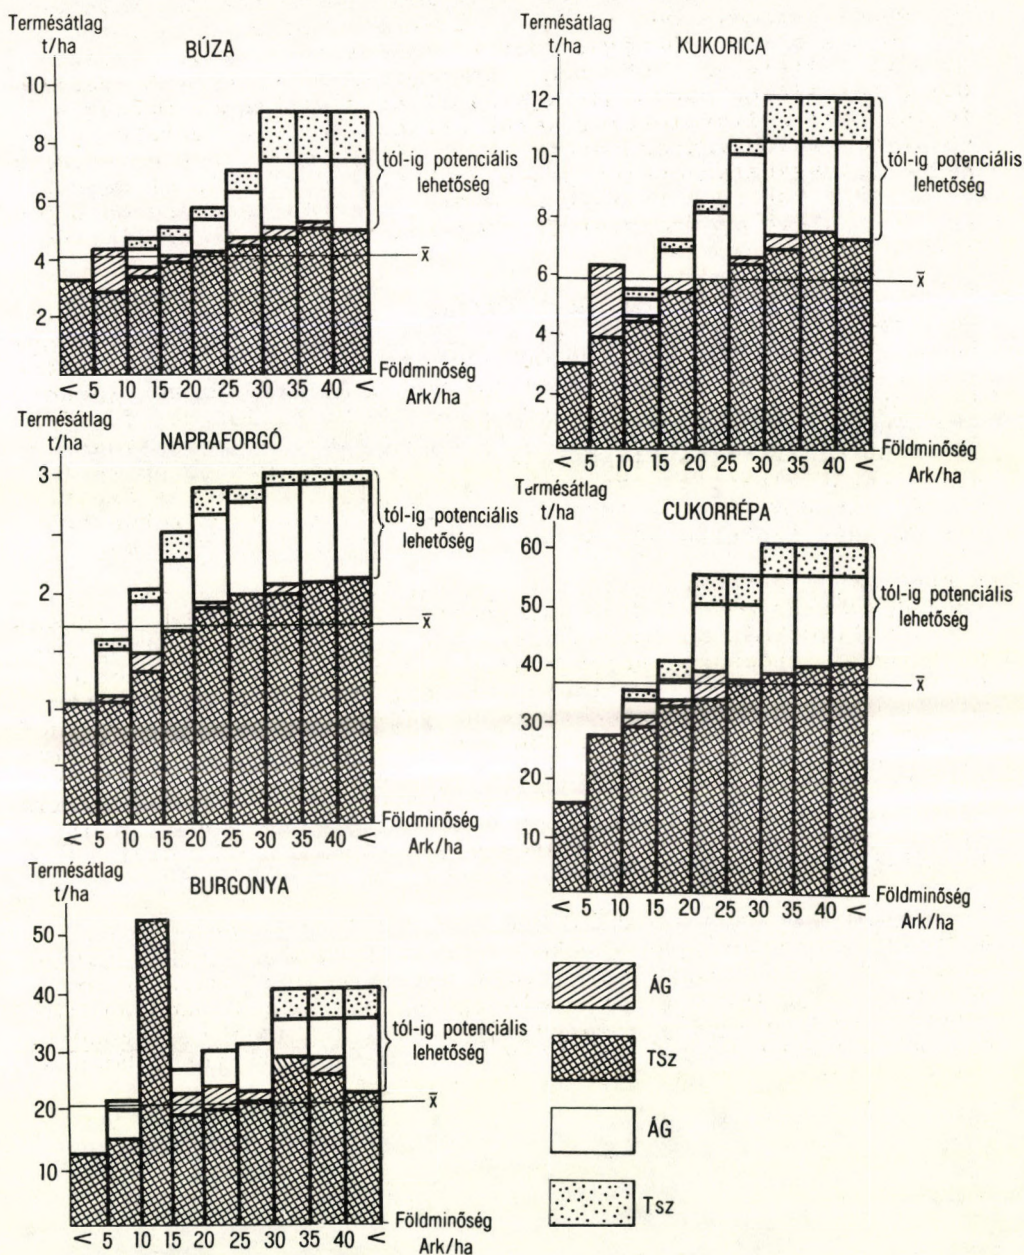 Termésátlag
t/ha
BÚZA
10
8
6
4
2
x̄
tól-ig potenciális
lehetőség
< 5 10 15 20 25 30 35 40 <
Földminőség
Ark/ha
Termésátlag
t/ha
KUKORICA
12
10
8
6
4
2
x̄
tól-ig potenciális
lehetőség
< 5 10 15 20 25 30 35 40 <
Földminőség
Ark/ha
Termésátlag
t/ha
NAPRAFORGÓ
3
2
1
x̄
tól-ig potenciális
lehetőség
< 5 10 15 20 25 30 35 40 <
Földminőség
Ark/ha
Termésátlag
t/ha
CUKORRÉPA
60
50
40
30
20
10
x̄
tól-ig potenciális
lehetőség
< 5 10 15 20 25 30 35 40 <
Földminőség
Ark/ha
Termésátlag
t/ha
BURGONYA
50
40
30
20
10
x̄
tól-ig potenciális
lehetőség
< 5 10 15 20 25 30 35 40 <
Földminőség
Ark/ha
ÁG
TSz
ÁG
Tsz